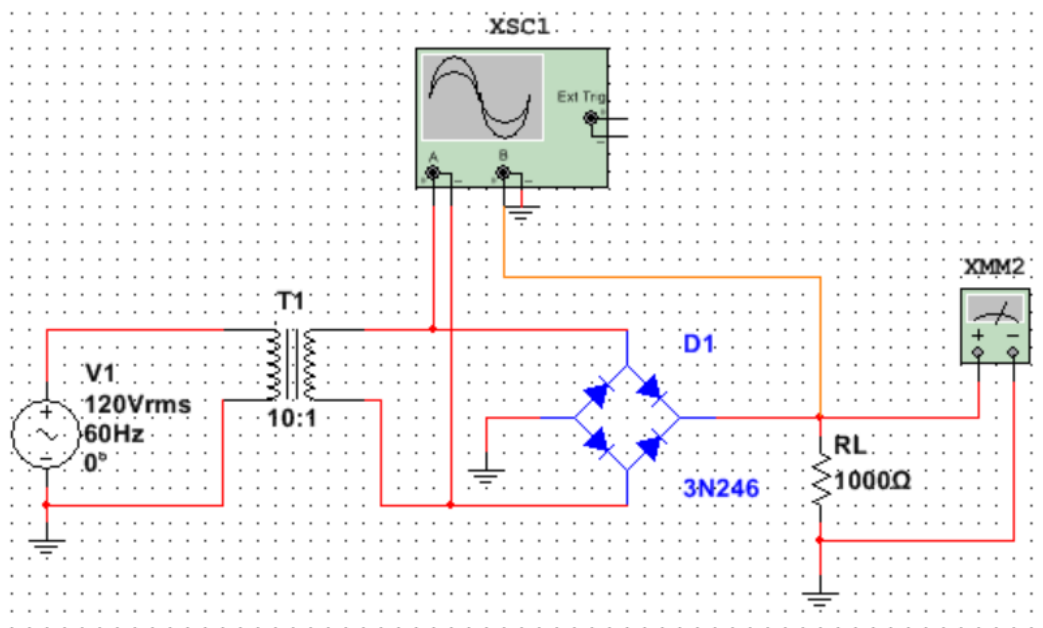 XSC1
Ext Trig
+
−
A
B
+ −
+ −
XMM2
+ −
T1
10:1
V1
+
−
120Vrms
60Hz
0°
D1
3N246
RL
1000Ω